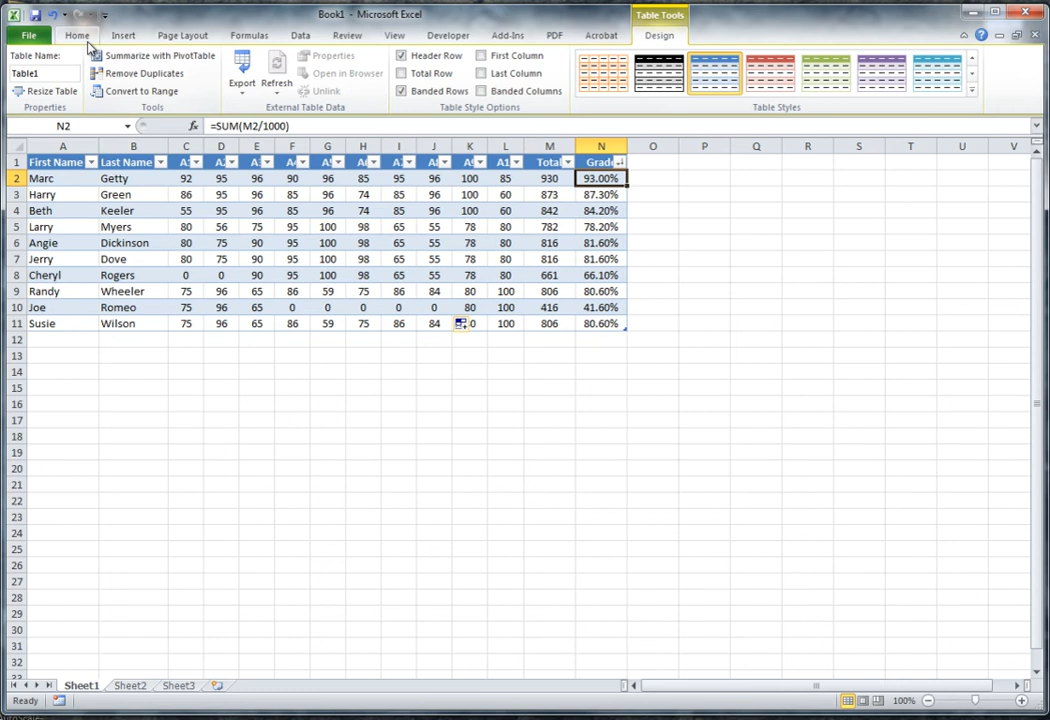 Book1 - Microsoft Excel
Table Tools
File Home Insert Page Layout Formulas Data Review View Developer Add-Ins PDF Acrobat Design
Table Name: Summarize with PivotTable Properties Header Row First Column
Table1 Remove Duplicates Export Refresh Open in Browser Total Row Last Column
Resize Table Convert to Range Unlink Banded Rows Banded Columns
Properties Tools External Table Data Table Style Options Table Styles
N2 fx =SUM(M2/1000)
A B C D E F G H I J K L M N O P Q R S T U V
1 First Name Last Name Total Grade
2 Marc Getty 92 95 96 90 96 85 95 96 100 85 930 93.00%
3 Harry Green 86 95 96 85 96 74 85 96 100 60 873 87.30%
4 Beth Keeler 55 95 96 85 96 74 85 96 100 60 842 84.20%
5 Larry Myers 80 56 75 95 100 98 65 55 78 80 782 78.20%
6 Angie Dickinson 80 75 90 95 100 98 65 55 78 80 816 81.60%
7 Jerry Dove 80 75 90 95 100 98 65 55 78 80 816 81.60%
8 Cheryl Rogers 0 0 90 95 100 98 65 55 78 80 661 66.10%
9 Randy Wheeler 75 96 65 86 59 75 86 84 80 100 806 80.60%
10 Joe Romeo 75 96 65 0 0 0 0 0 80 100 416 41.60%
11 Susie Wilson 75 96 65 86 59 75 86 84 0 100 806 80.60%
12
13
14
15
16
17
18
19
20
21
22
23
24
25
26
27
28
29
30
31
32
Sheet1 Sheet2 Sheet3
Ready 100%